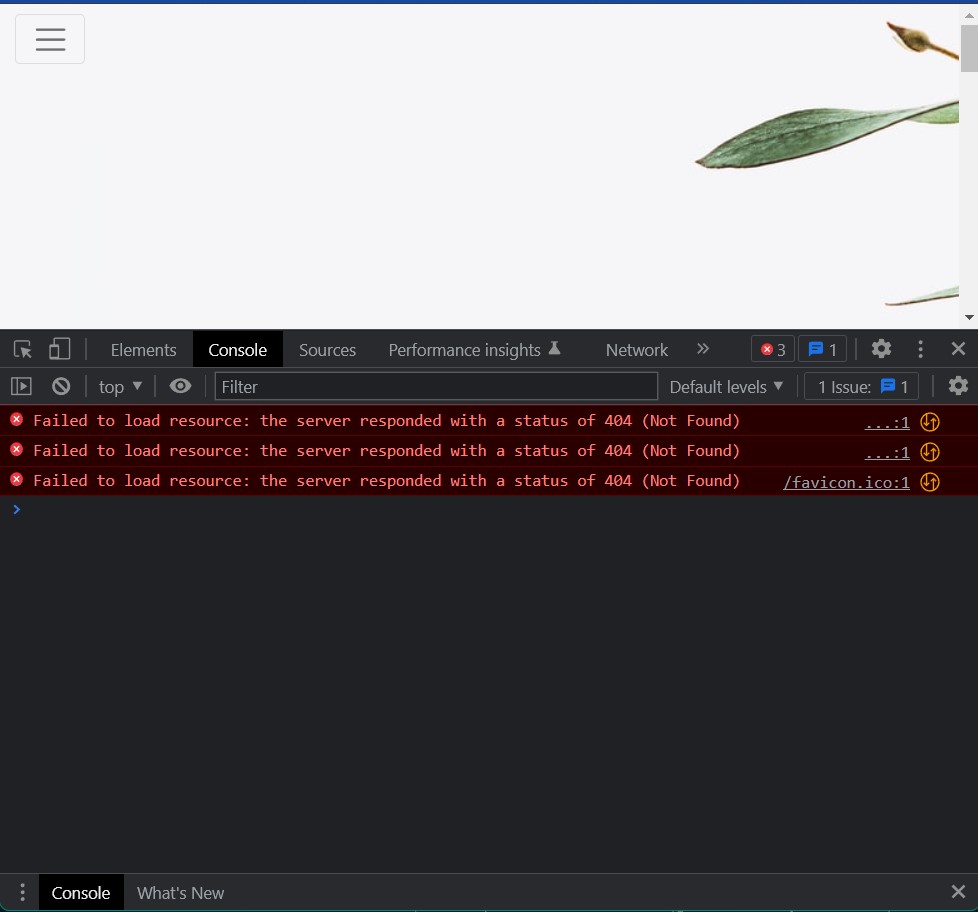 Elements Console Sources Performance insights Network 3 1
top Filter Default levels 1 Issue: 1
Failed to load resource: the server responded with a status of 404 (Not Found) ...:1
Failed to load resource: the server responded with a status of 404 (Not Found) ...:1
Failed to load resource: the server responded with a status of 404 (Not Found) /favicon.ico:1
Console What's New